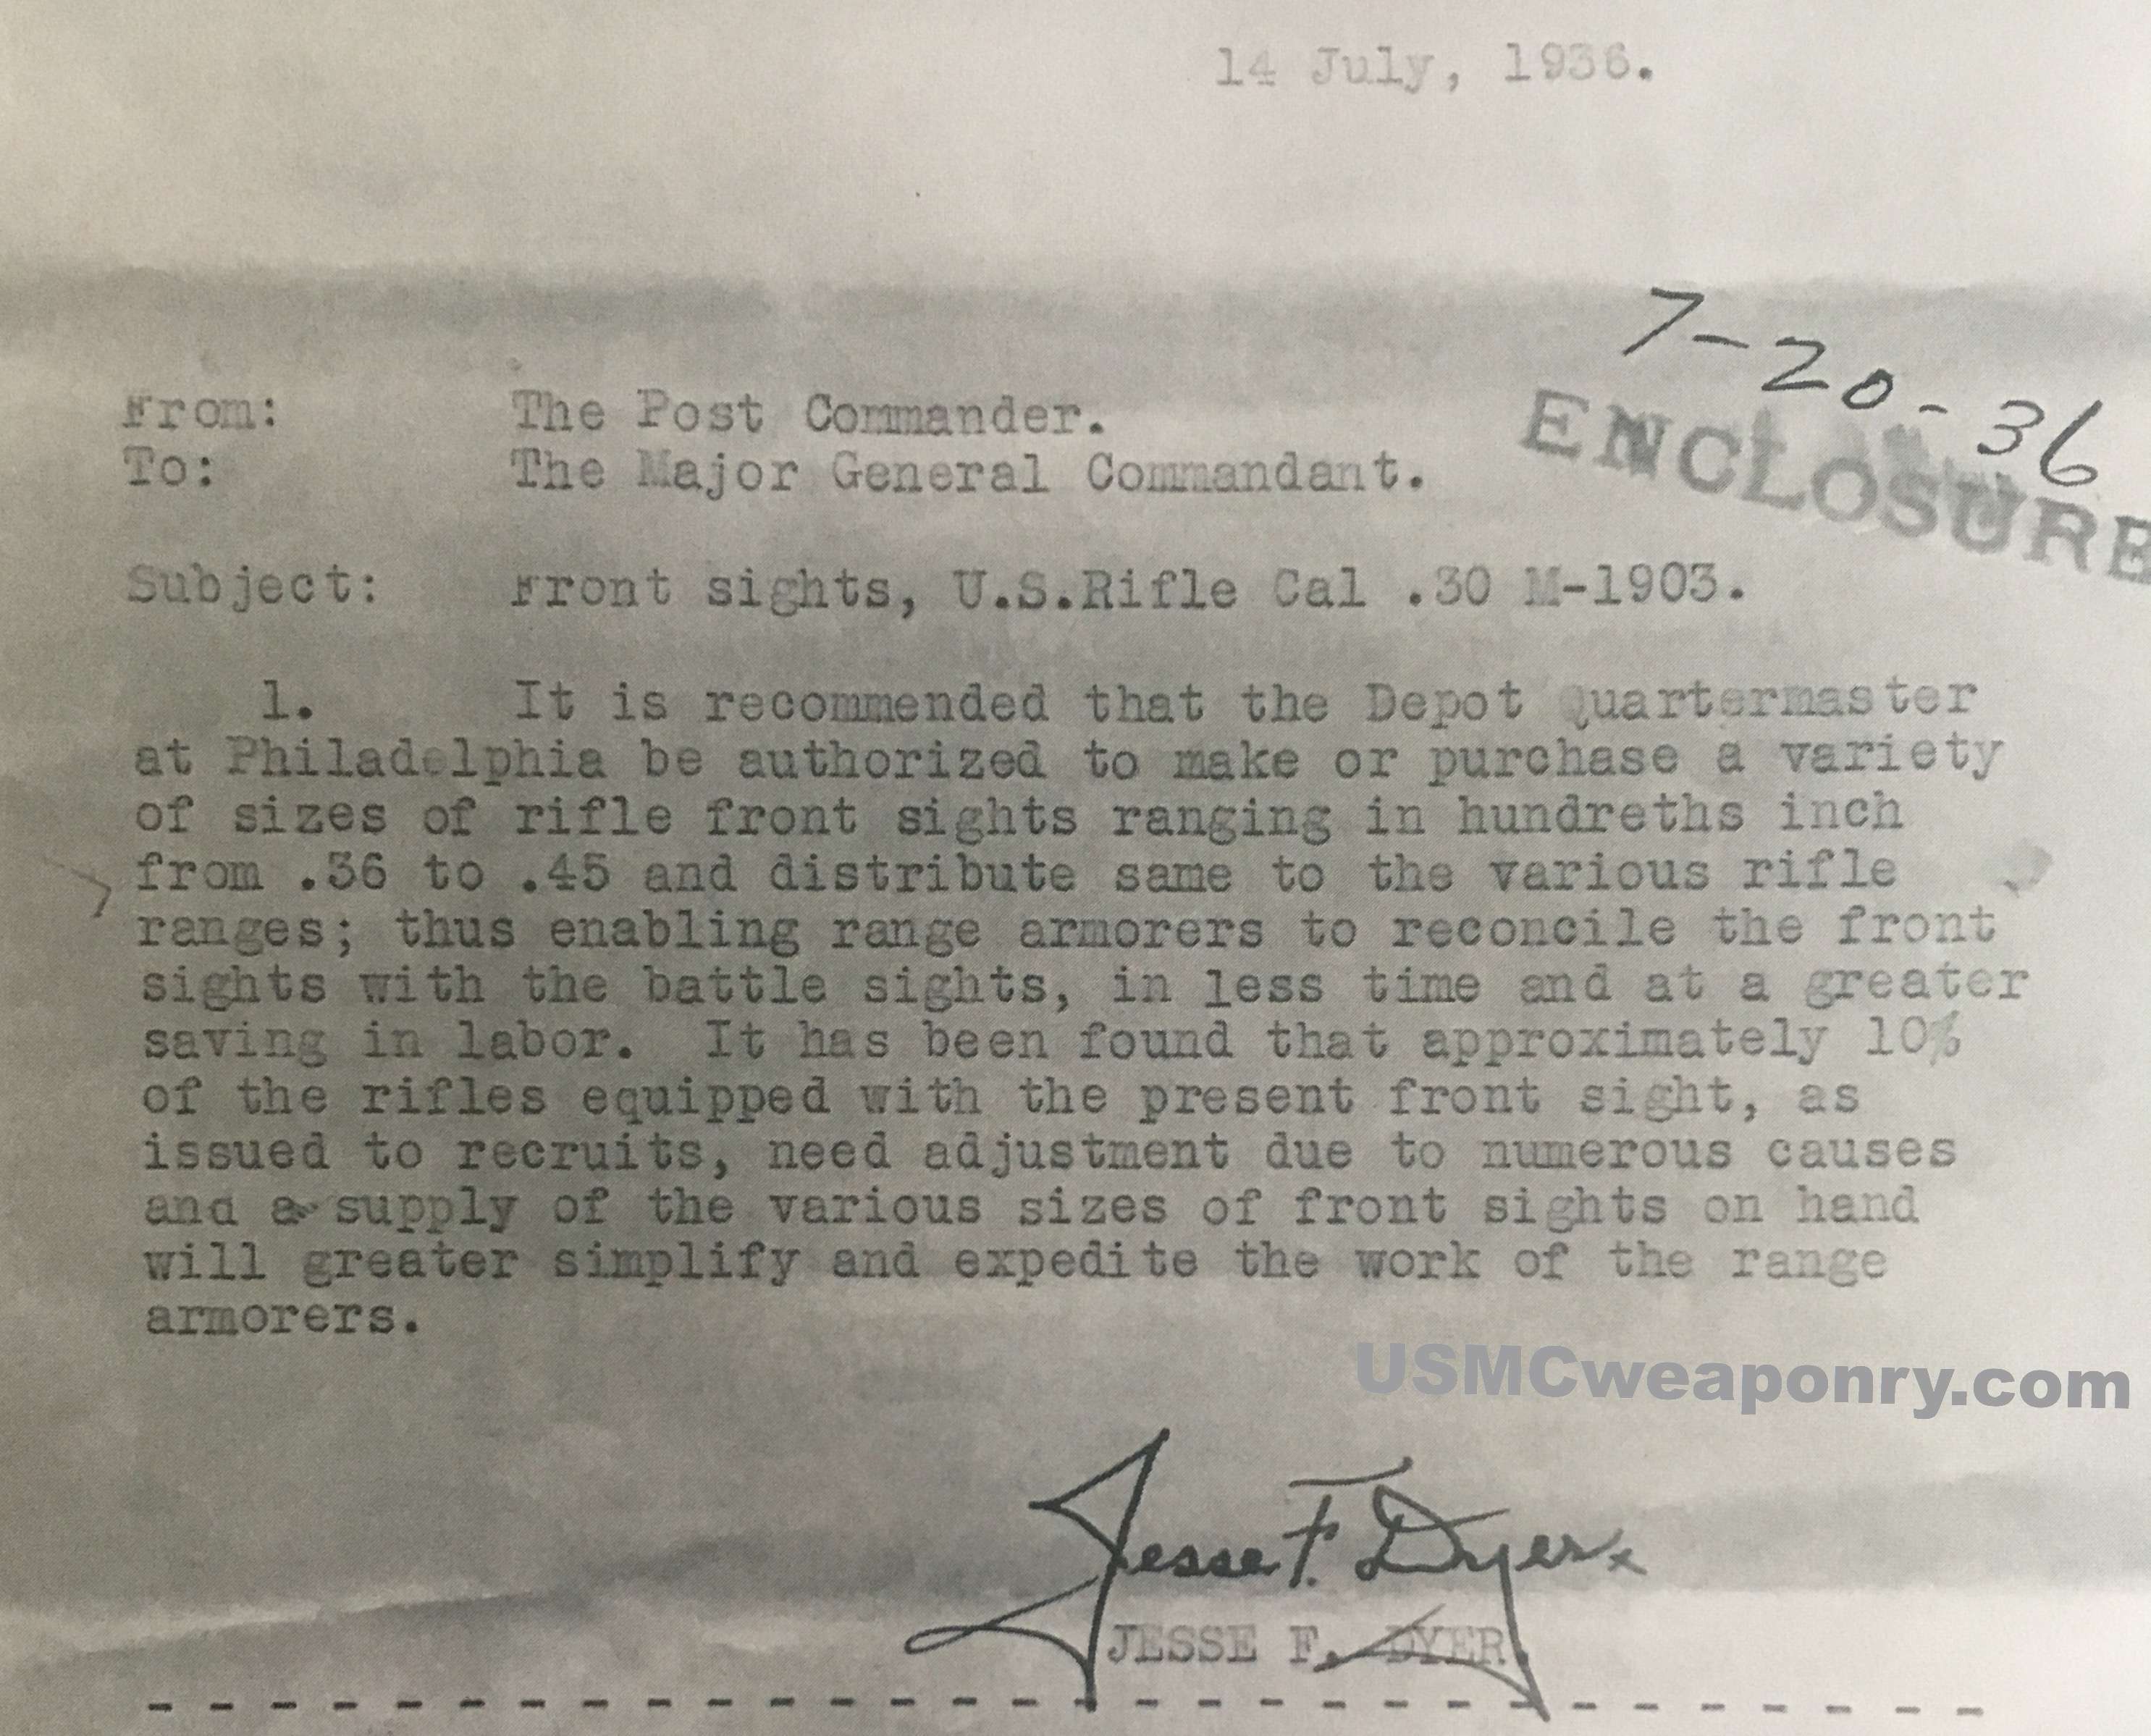 14 July, 1936.
7-20-36
ENCLOSURE
From: The Post Commander.
To: The Major General Commandant.
Subject: Front sights, U.S.Rifle Cal .30 M-1903.
1. It is recommended that the Depot Quartermaster
at Philadelphia be authorized to make or purchase a variety
of sizes of rifle front sights ranging in hundreths inch
from .36 to .45 and distribute same to the various rifle
ranges; thus enabling range armorers to reconcile the front
sights with the battle sights, in less time and at a greater
saving in labor. It has been found that approximately 10%
of the rifles equipped with the present front sight, as
issued to recruits, need adjustment due to numerous causes
and a supply of the various sizes of front sights on hand
will greater simplify and expedite the work of the range
armorers.
USMCweaponry.com
Jesse F. Dyer
JESSE F. DYER.
- - - - - - - - - - - - - - - - - - - - - - - - - - - - - -